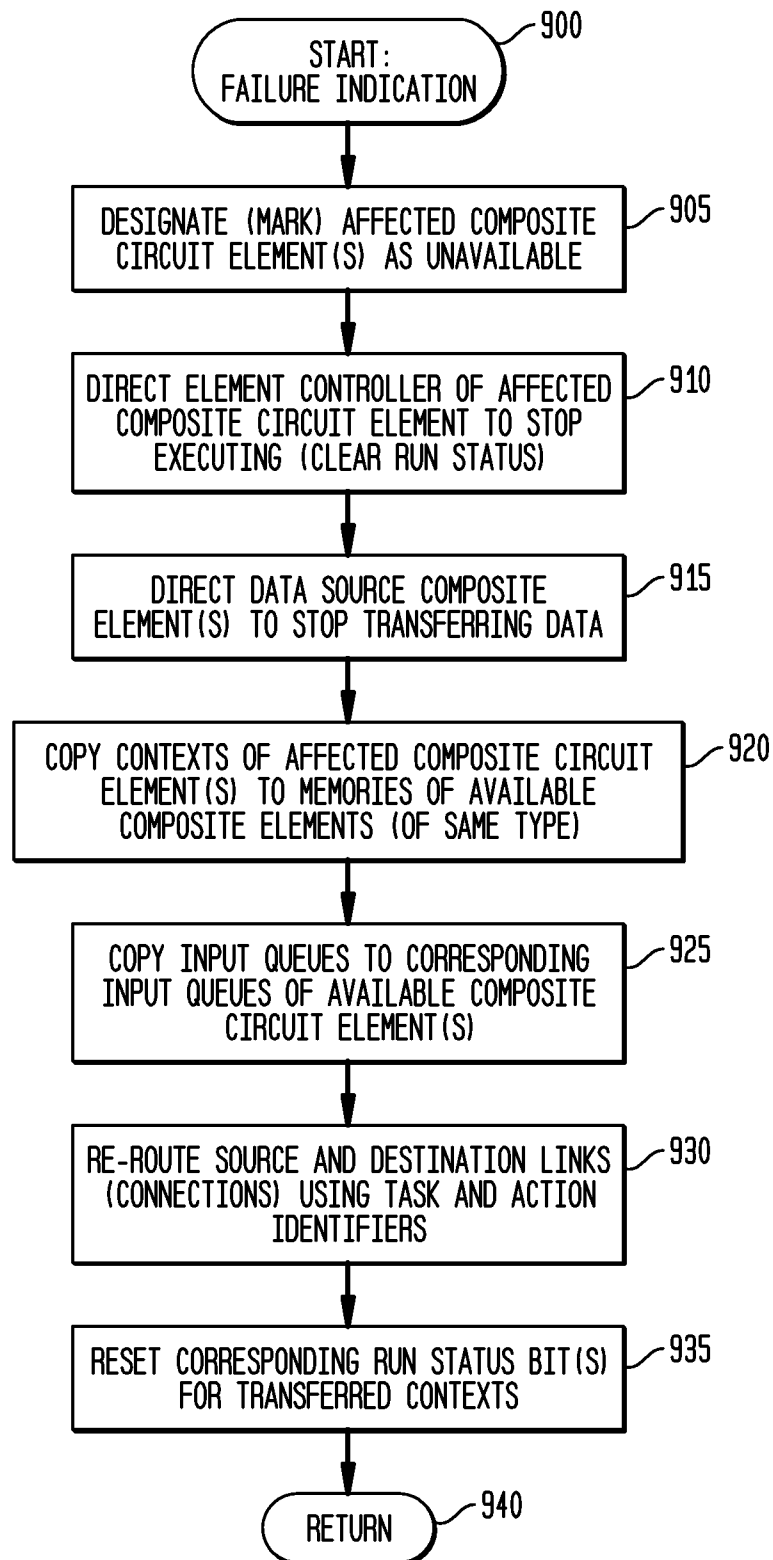 900
START:
FAILURE INDICATION
905
DESIGNATE (MARK) AFFECTED COMPOSITE
CIRCUIT ELEMENT(S) AS UNAVAILABLE
910
DIRECT ELEMENT CONTROLLER OF AFFECTED
COMPOSITE CIRCUIT ELEMENT TO STOP
EXECUTING (CLEAR RUN STATUS)
915
DIRECT DATA SOURCE COMPOSITE
ELEMENT(S) TO STOP TRANSFERRING DATA
920
COPY CONTEXTS OF AFFECTED COMPOSITE CIRCUIT
ELEMENT(S) TO MEMORIES OF AVAILABLE
COMPOSITE ELEMENTS (OF SAME TYPE)
925
COPY INPUT QUEUES TO CORRESPONDING
INPUT QUEUES OF AVAILABLE COMPOSITE
CIRCUIT ELEMENT(S)
930
RE-ROUTE SOURCE AND DESTINATION LINKS
(CONNECTIONS) USING TASK AND ACTION
IDENTIFIERS
935
RESET CORRESPONDING RUN STATUS BIT(S)
FOR TRANSFERRED CONTEXTS
940
RETURN